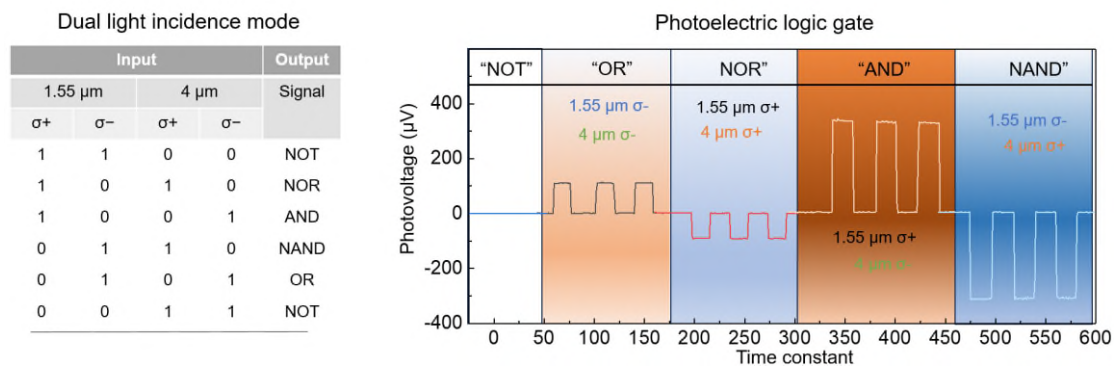 Dual light incidence mode
Input Output
1.55 μm 4 μm Signal
σ+ σ− σ+ σ−
1 1 0 0 NOT
1 0 1 0 NOR
1 0 0 1 AND
0 1 1 0 NAND
0 1 0 1 OR
0 0 1 1 NOT
Photoelectric logic gate
“NOT” “OR” NOR” “AND” NAND”
1.55 μm σ-
4 μm σ-
1.55 μm σ+
4 μm σ+
1.55 μm σ+
4 μm σ-
1.55 μm σ-
4 μm σ+
Photovoltage (μV)
400
200
0
-200
-400
0 50 100 150 200 250 300 350 400 450 500 550 600
Time constant